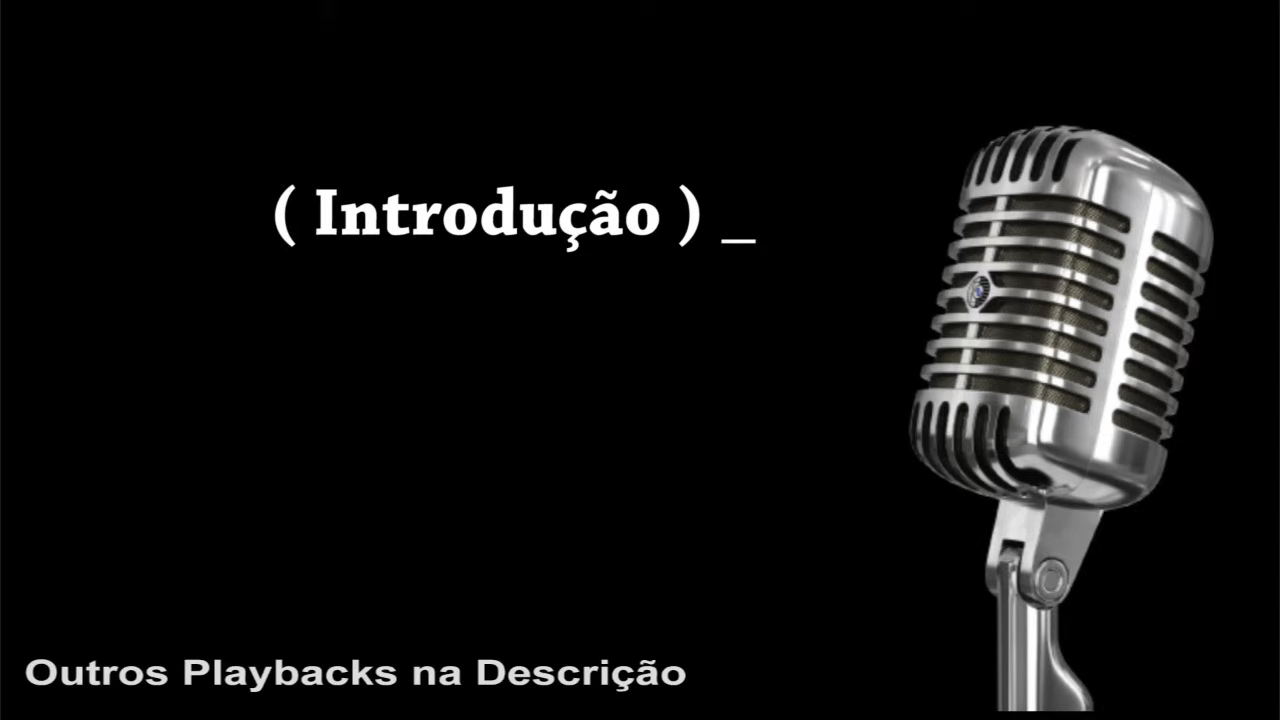 ( Introdução ) _
Outros Playbacks na Descrição